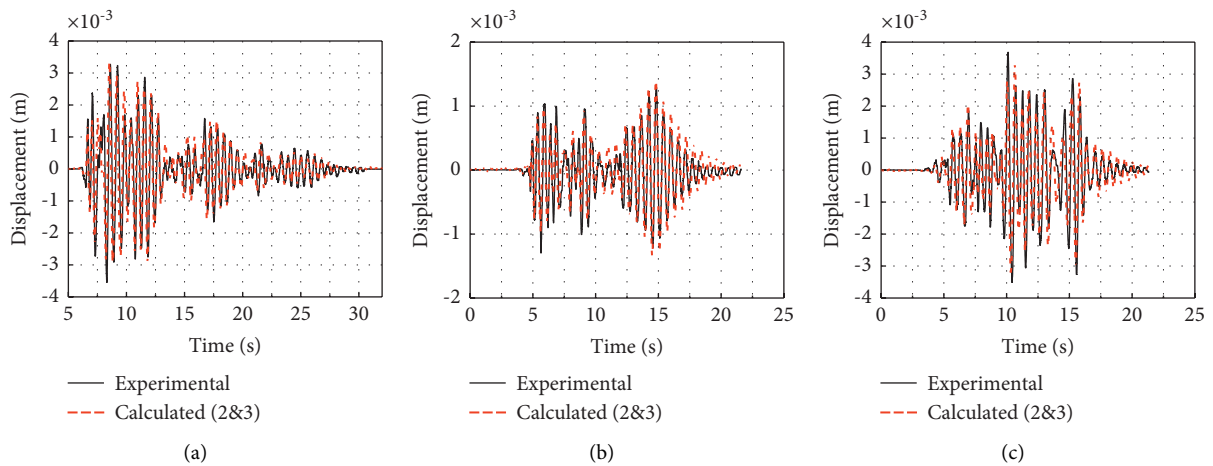 ×10-3
4
3
2
1
0
-1
-2
-3
-4
Displacement (m)
5 10 15 20 25 30
Time (s)
Experimental
Calculated (2&3)
(a)
×10-3
2
1
0
-1
-2
Displacement (m)
0 5 10 15 20 25
Time (s)
Experimental
Calculated (2&3)
(b)
×10-3
4
3
2
1
0
-1
-2
-3
-4
Displacement (m)
0 5 10 15 20 25
Time (s)
Experimental
Calculated (2&3)
(c)